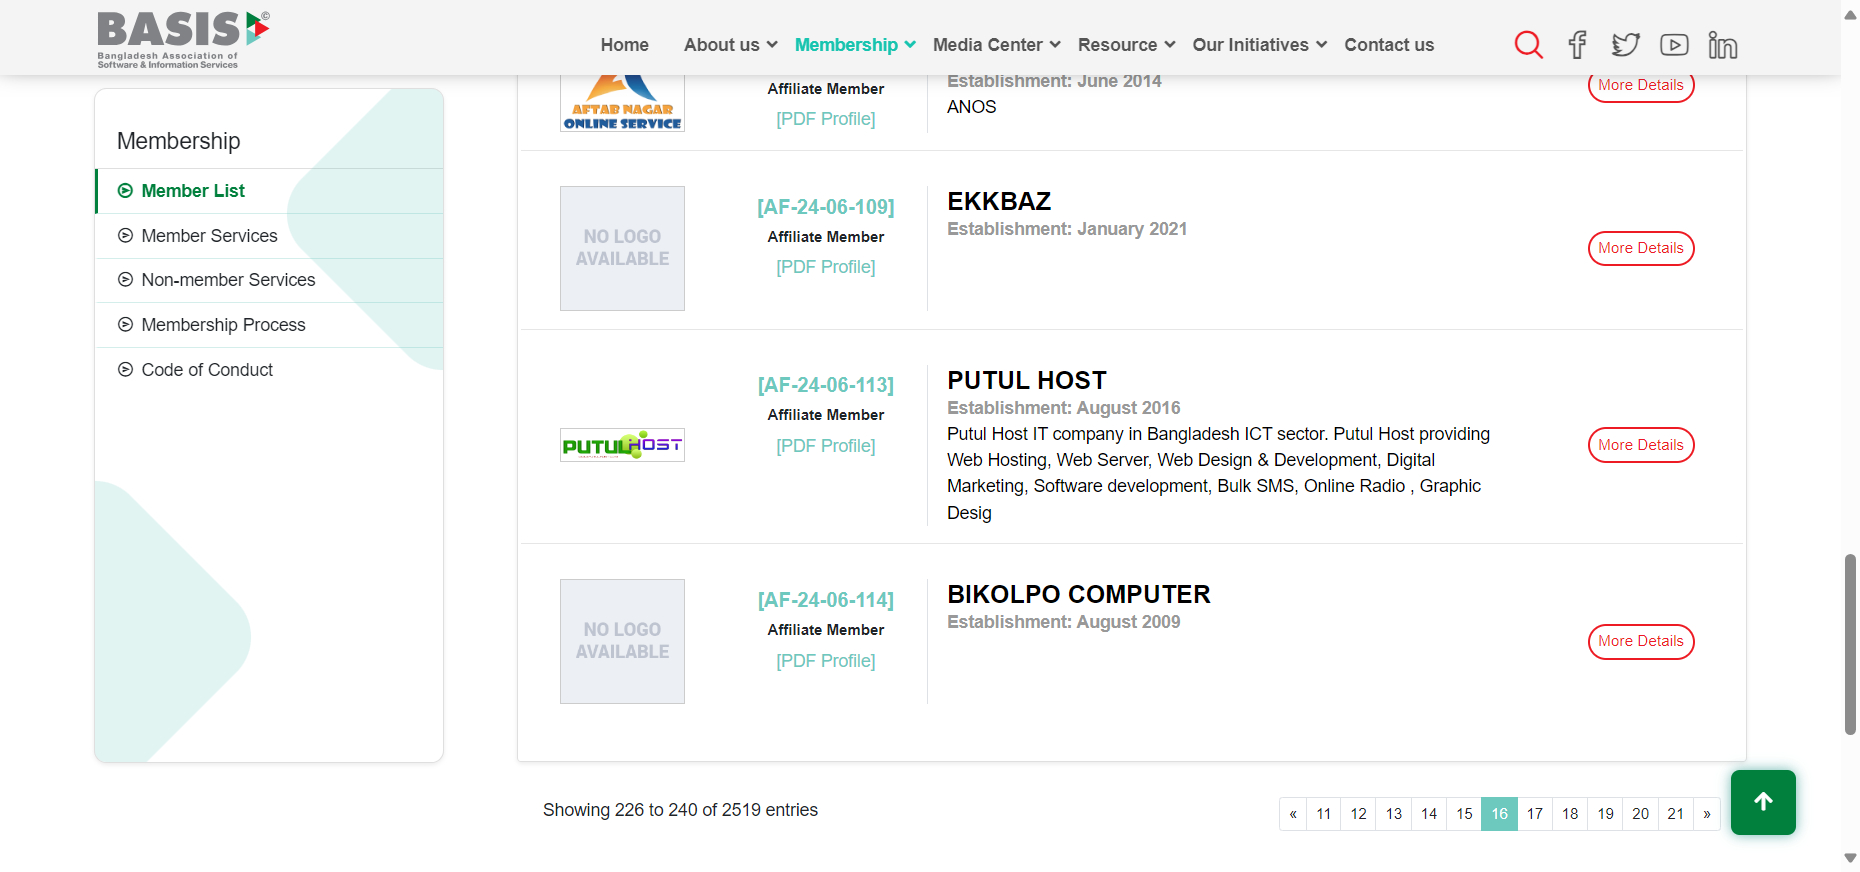 BASIS©
Bangladesh Association of
Software & Information Services
Home
About us
Membership
Media Center
Resource
Our Initiatives
Contact us
Membership
Member List
Member Services
Non-member Services
Membership Process
Code of Conduct
AFTAB NAGAR
ONLINE SERVICE
Affiliate Member
[PDF Profile]
Establishment: June 2014
ANOS
More Details
NO LOGO
AVAILABLE
[AF-24-06-109]
Affiliate Member
[PDF Profile]
EKKBAZ
Establishment: January 2021
More Details
PUTUL HOST
[AF-24-06-113]
Affiliate Member
[PDF Profile]
PUTUL HOST
Establishment: August 2016
Putul Host IT company in Bangladesh ICT sector. Putul Host providing
Web Hosting, Web Server, Web Design & Development, Digital
Marketing, Software development, Bulk SMS, Online Radio , Graphic
Desig
More Details
NO LOGO
AVAILABLE
[AF-24-06-114]
Affiliate Member
[PDF Profile]
BIKOLPO COMPUTER
Establishment: August 2009
More Details
Showing 226 to 240 of 2519 entries
« 11 12 13 14 15 16 17 18 19 20 21 »